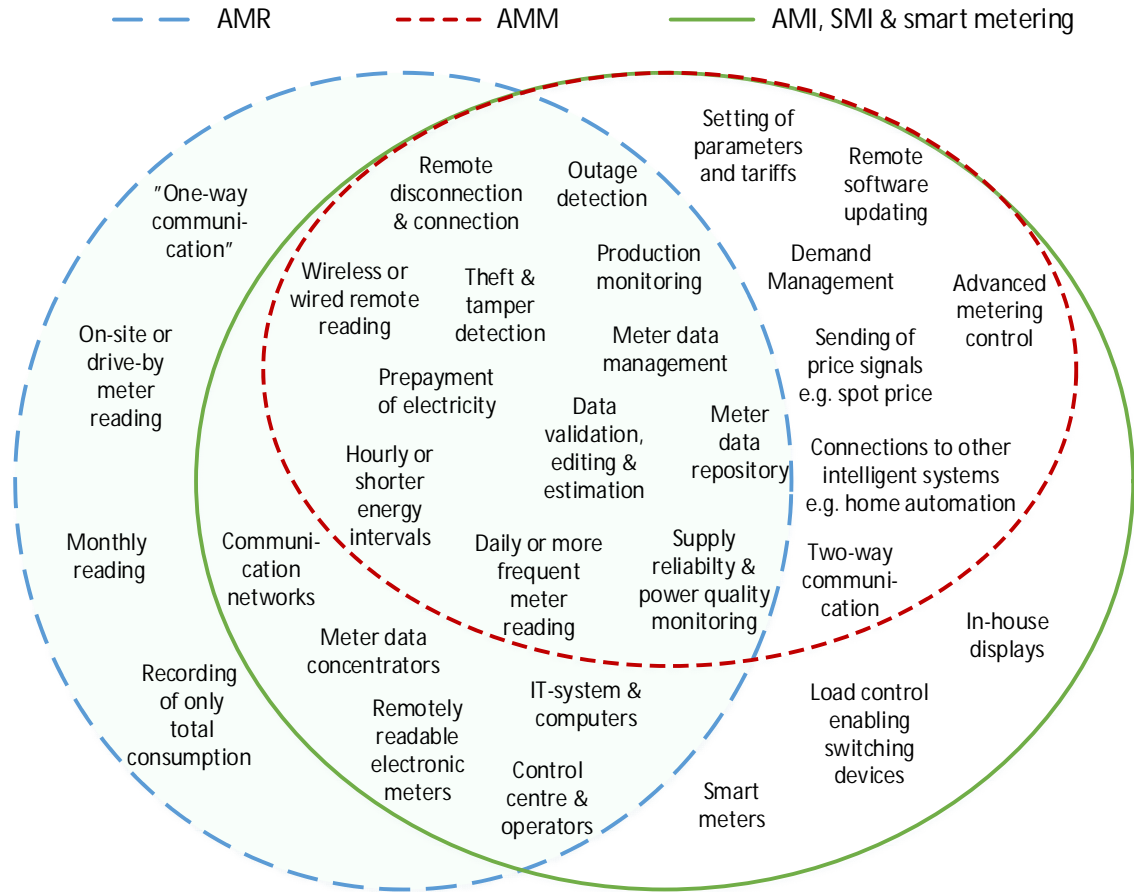 AMR
AMM
AMI, SMI & smart metering
Setting of
parameters
and tariffs
Remote
software
updating
Remote
disconnection
& connection
Outage
detection
"One-way
communi-
cation"
Wireless or
wired remote
reading
Theft &
tamper
detection
Production
monitoring
Demand
Management
Advanced
metering
control
On-site or
drive-by
meter
reading
Meter data
management
Sending of
price signals
e.g. spot price
Prepayment
of electricity
Data
validation,
editing &
estimation
Meter
data
repository
Connections to other
intelligent systems
e.g. home automation
Hourly or
shorter
energy
intervals
Monthly
reading
Communi-
cation
networks
Daily or more
frequent
meter
reading
Supply
reliabilty &
power quality
monitoring
Two-way
communi-
cation
In-house
displays
Meter data
concentrators
Recording
of only
total
consumption
Remotely
readable
electronic
meters
IT-system &
computers
Load control
enabling
switching
devices
Control
centre &
operators
Smart
meters